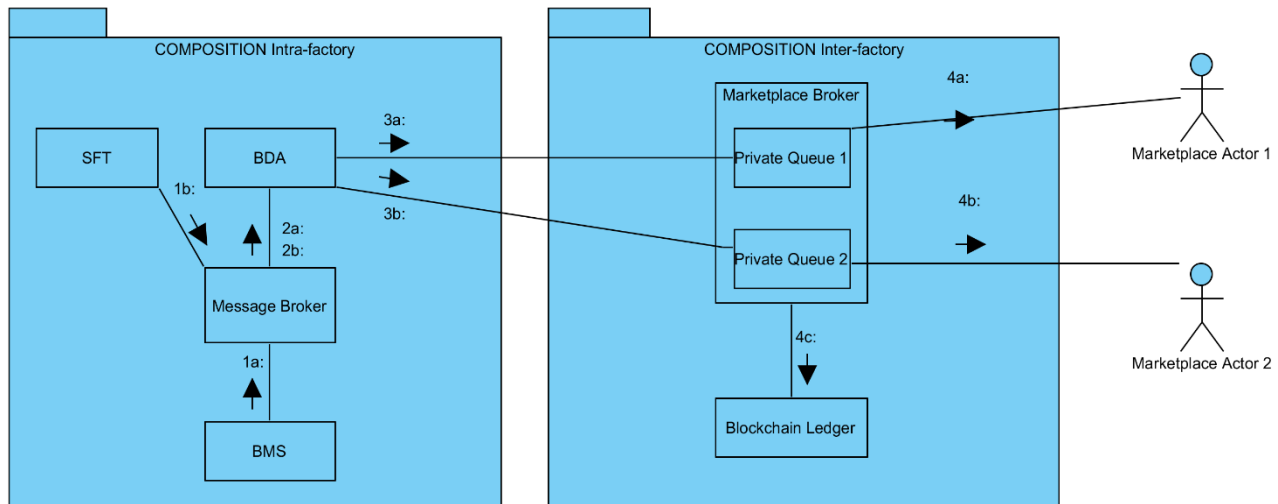 COMPOSITION Intra-factory
COMPOSITION Inter-factory
4a:
Marketplace Broker
3a:
SFT
BDA
Private Queue 1
Marketplace Actor 1
1b:
3b:
4b:
2a:
2b:
Private Queue 2
Message Broker
4c:
1a:
Marketplace Actor 2
Blockchain Ledger
BMS